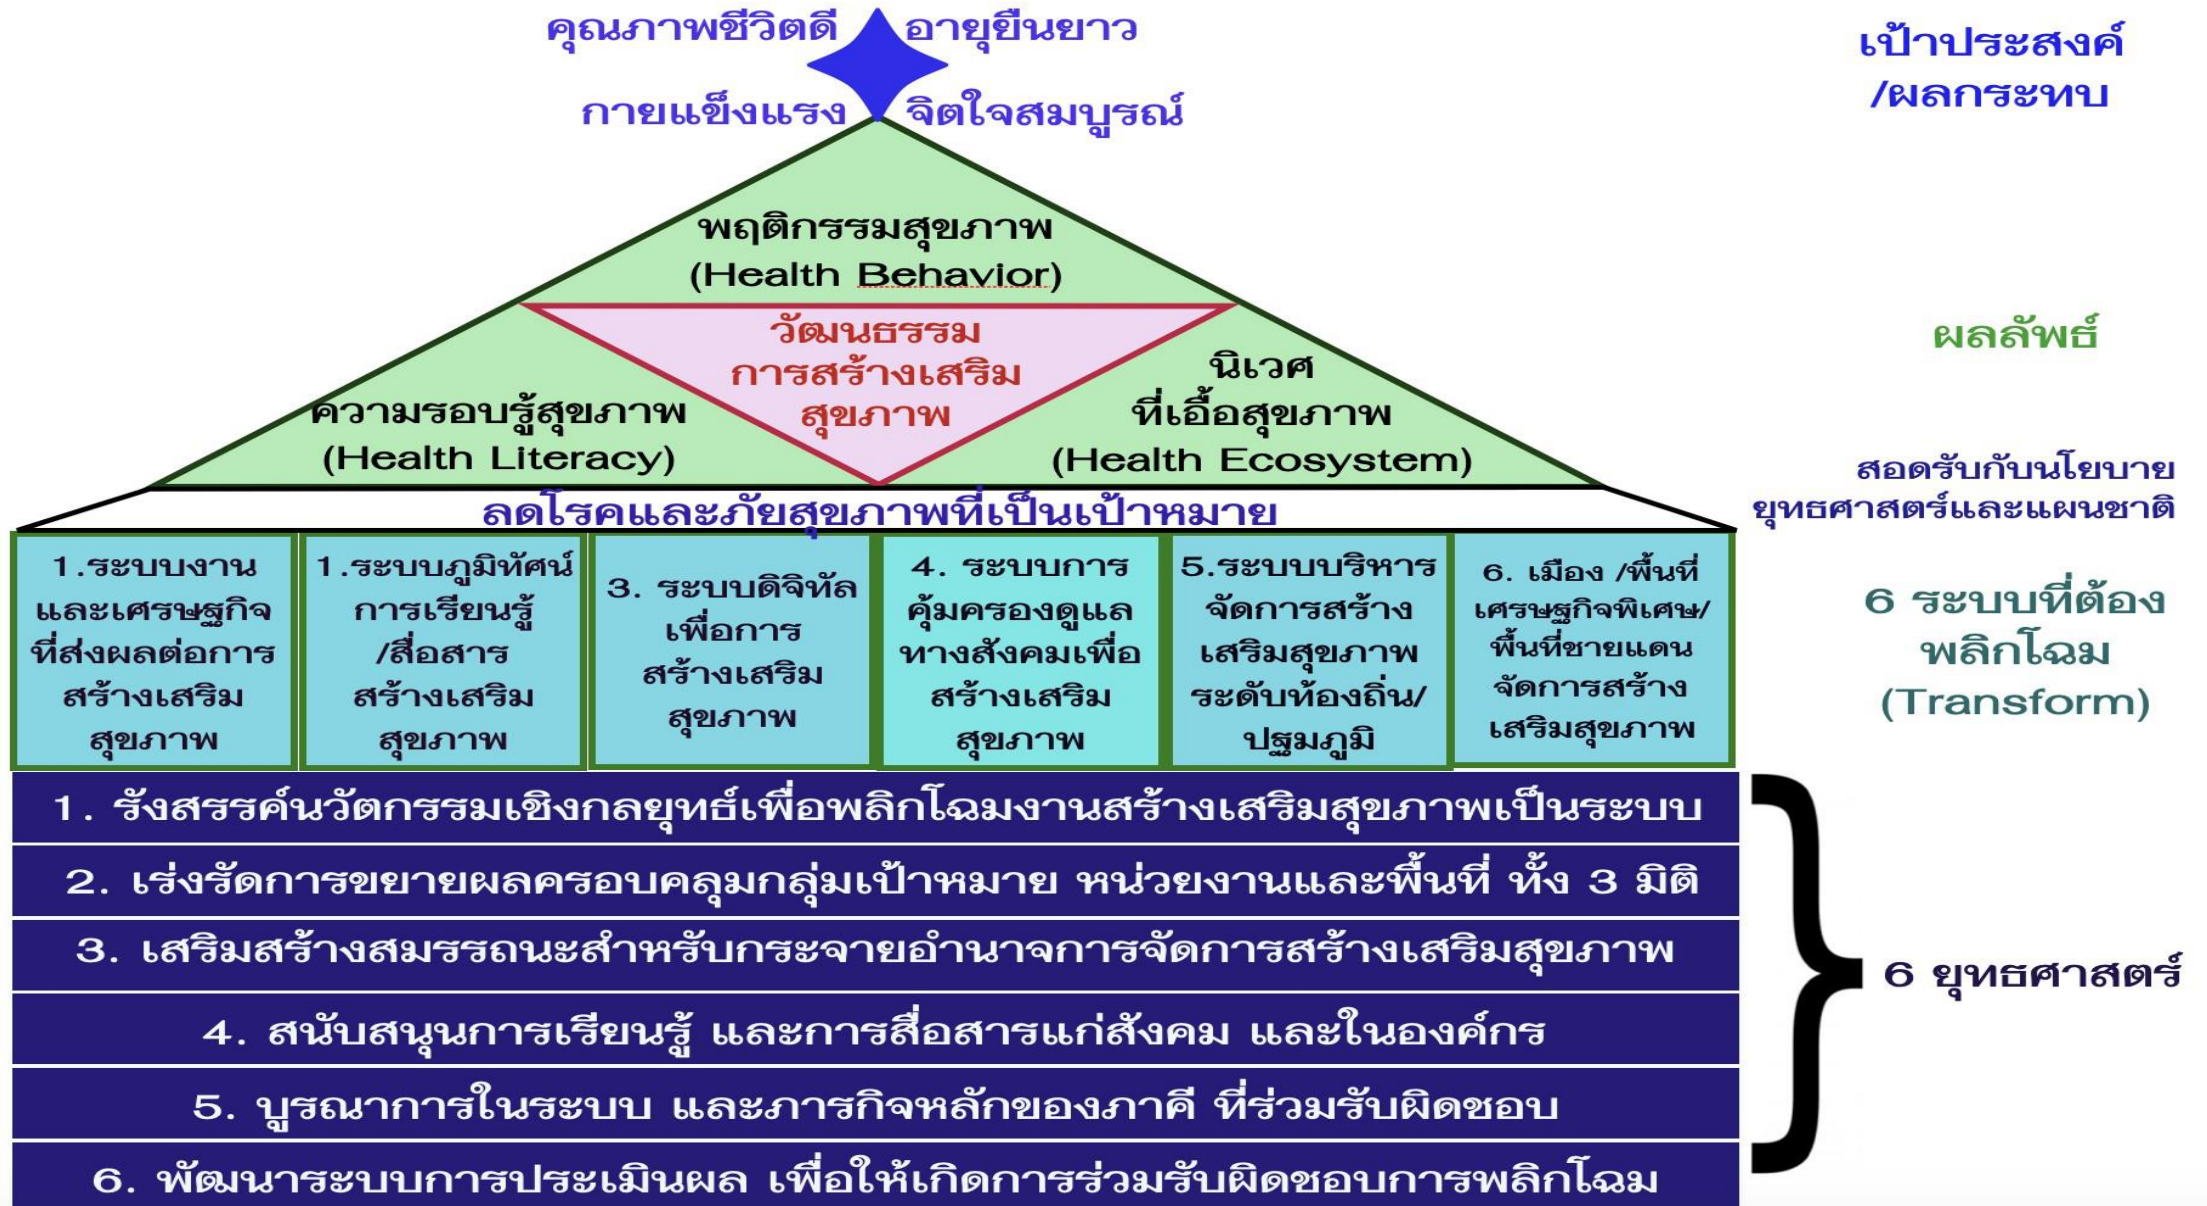 คุณภาพชีวิตดี อายุยืนยาว
กายแข็งแรง จิตใจสมบูรณ์
เป้าประสงค์
/ผลกระทบ
พฤติกรรมสุขภาพ
(Health Behavior)
วัฒนธรรม
การสร้างเสริม
สุขภาพ
ความรอบรู้สุขภาพ
(Health Literacy)
นิเวศ
ที่เอื้อสุขภาพ
(Health Ecosystem)
ผลลัพธ์
ลดโรคและภัยสุขภาพที่เป็นเป้าหมาย
สอดรับกับนโยบาย
ยุทธศาสตร์และแผนชาติ
1.ระบบงาน
และเศรษฐกิจ
ที่ส่งผลต่อการ
สร้างเสริม
สุขภาพ
1.ระบบภูมิทัศน์
การเรียนรู้
/สื่อสาร
สร้างเสริม
สุขภาพ
3. ระบบดิจิทัล
เพื่อการ
สร้างเสริม
สุขภาพ
4. ระบบการ
คุ้มครองดูแล
ทางสังคมเพื่อ
สร้างเสริม
สุขภาพ
5.ระบบบริหาร
จัดการสร้าง
เสริมสุขภาพ
ระดับท้องถิ่น/
ปฐมภูมิ
6. เมือง /พื้นที่
เศรษฐกิจพิเศษ/
พื้นที่ชายแดน
จัดการสร้าง
เสริมสุขภาพ
6 ระบบที่ต้อง
พลิกโฉม
(Transform)
1. รังสรรค์นวัตกรรมเชิงกลยุทธ์เพื่อพลิกโฉมงานสร้างเสริมสุขภาพเป็นระบบ
2. เร่งรัดการขยายผลครอบคลุมกลุ่มเป้าหมาย หน่วยงานและพื้นที่ ทั้ง 3 มิติ
3. เสริมสร้างสมรรถนะสำหรับกระจายอำนาจการจัดการสร้างเสริมสุขภาพ
4. สนับสนุนการเรียนรู้ และการสื่อสารแก่สังคม และในองค์กร
5. บูรณาการในระบบ และภารกิจหลักของภาคี ที่ร่วมรับผิดชอบ
6. พัฒนาระบบการประเมินผล เพื่อให้เกิดการร่วมรับผิดชอบการพลิกโฉม
6 ยุทธศาสตร์